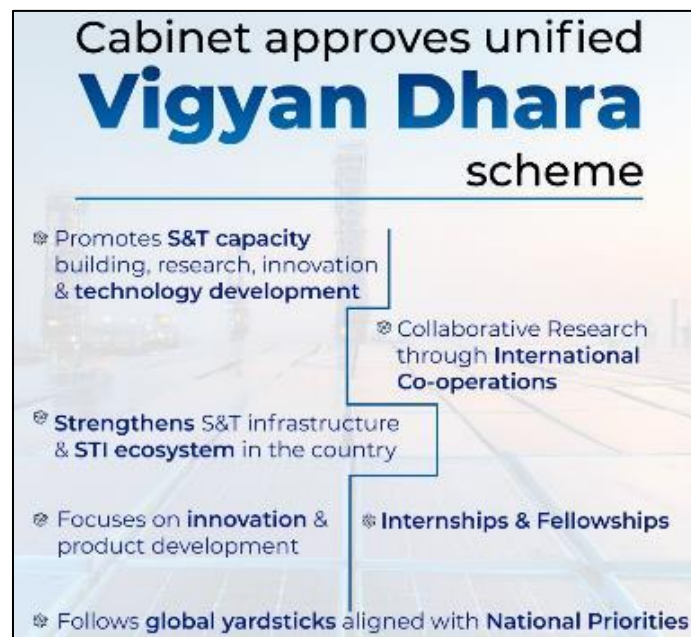 Cabinet approves unified
Vigyan Dhara
scheme
Promotes S&T capacity
building, research, innovation
& technology development
Collaborative Research
through International
Co-operations
Strengthens S&T infrastructure
& STI ecosystem in the country
Focuses on innovation &
product development
Internships & Fellowships
Follows global yardsticks aligned with National Priorities